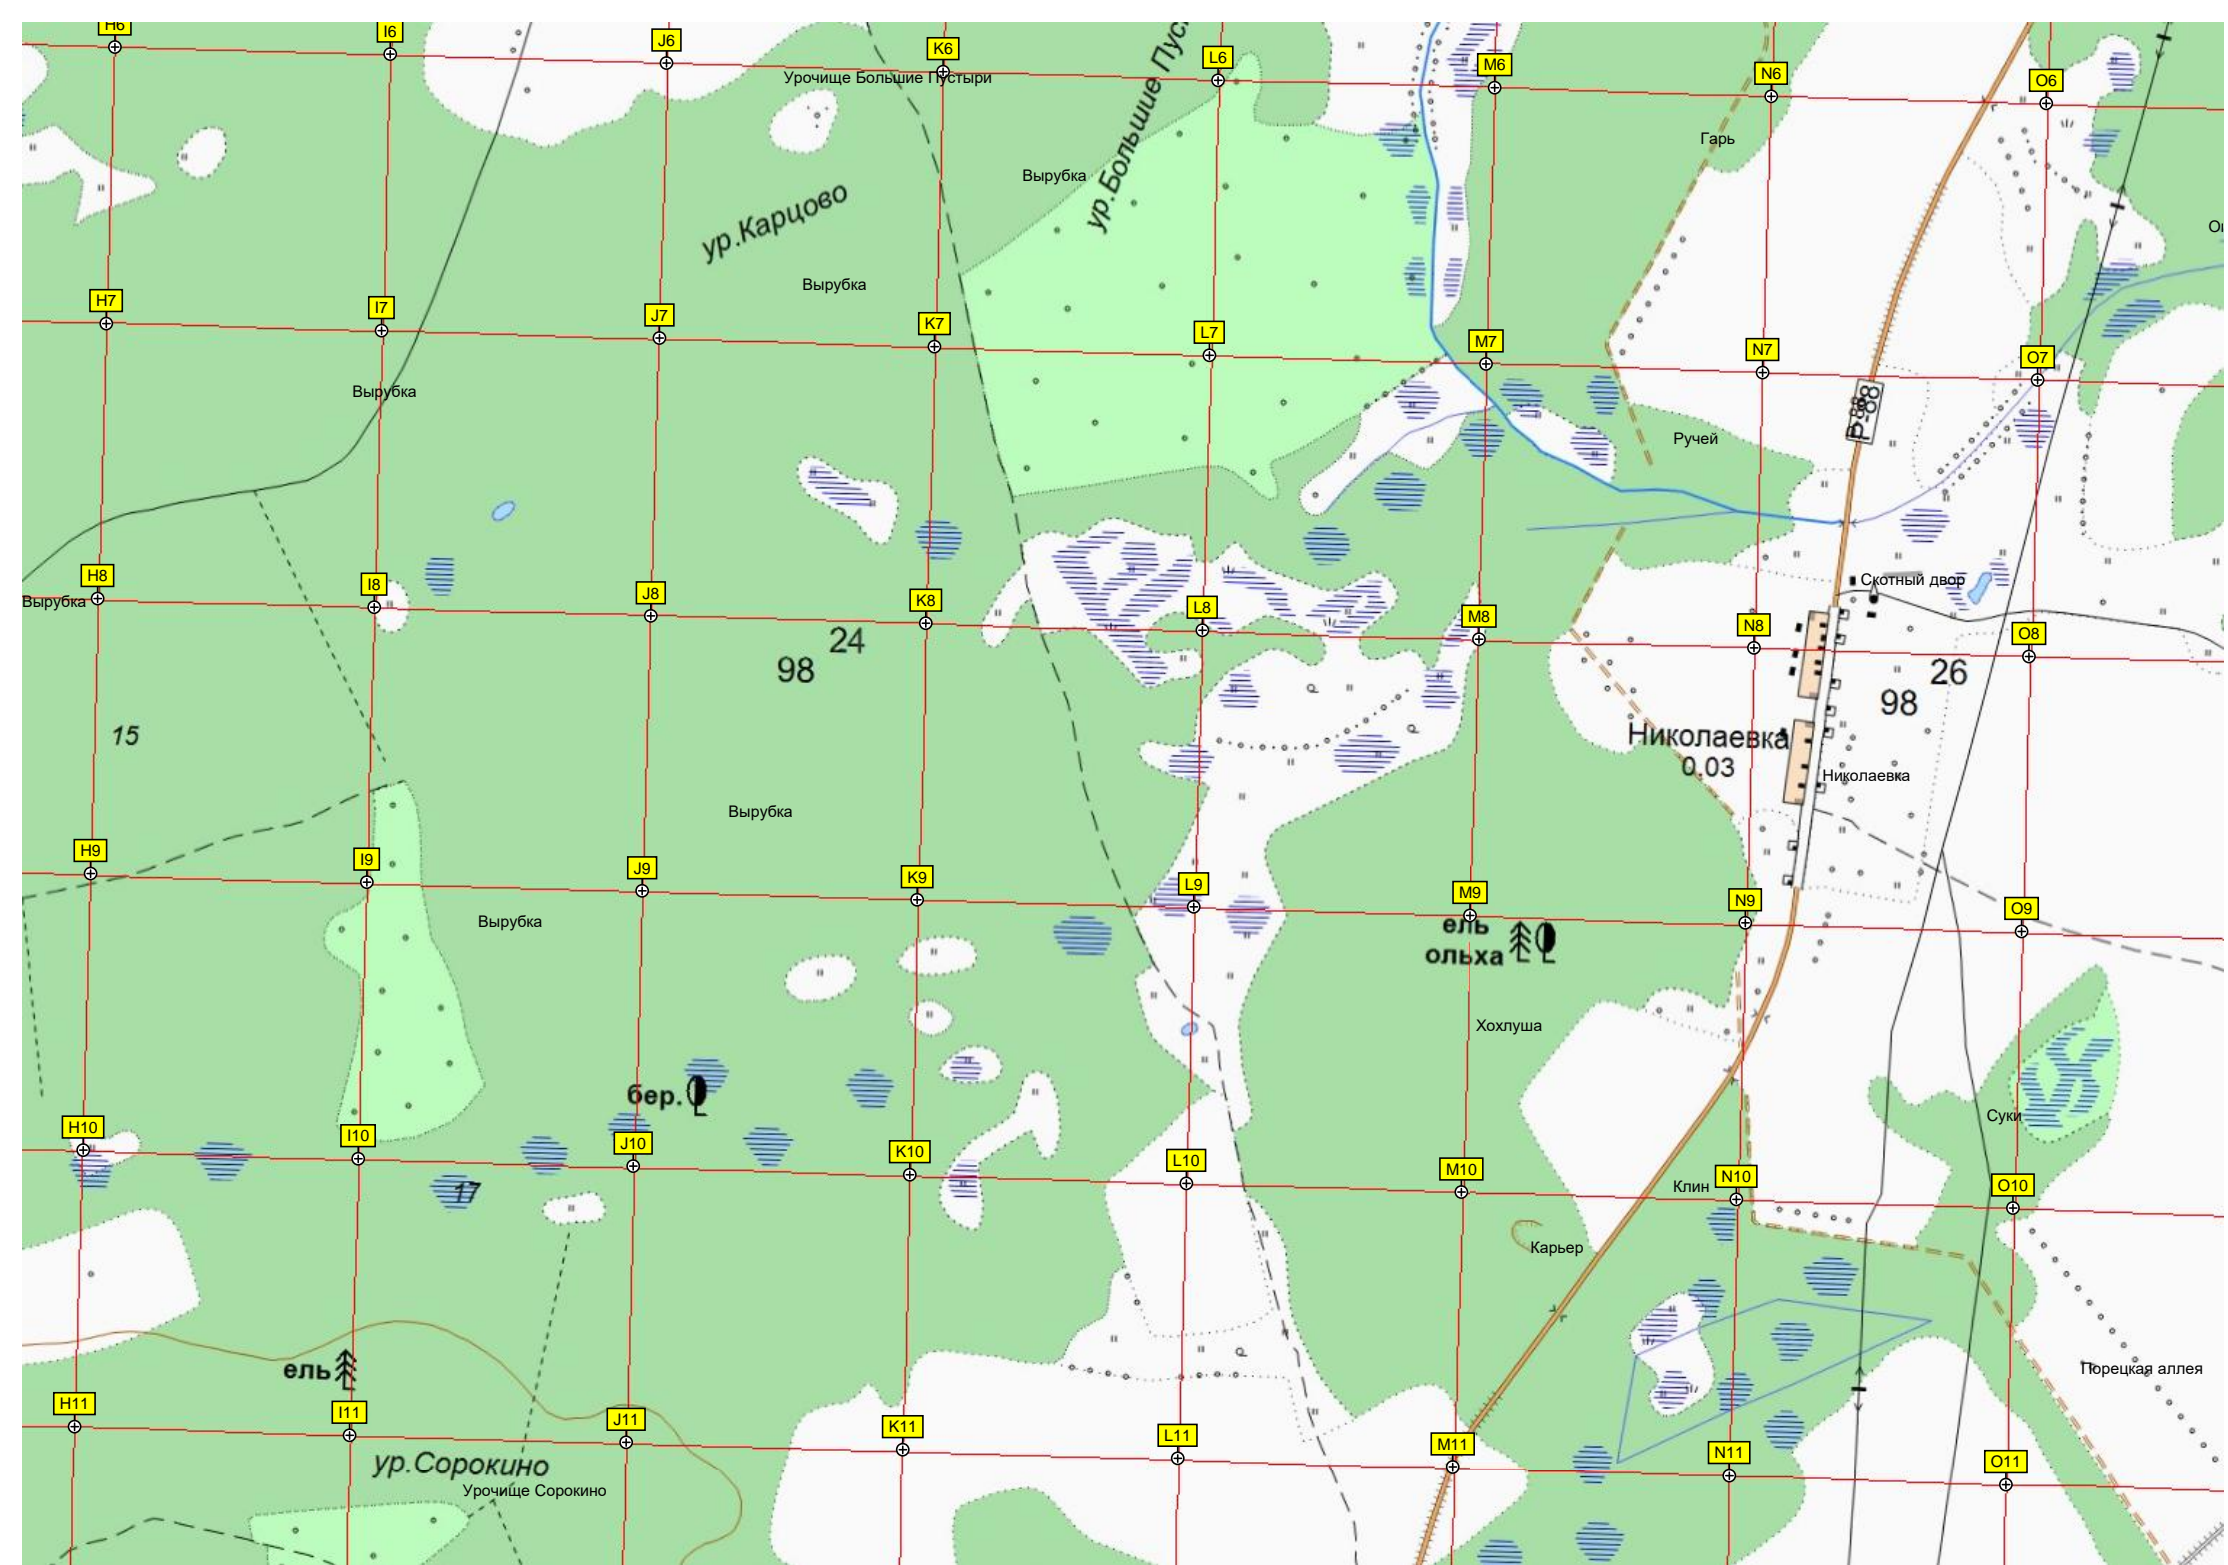 H6
I6
J6
K6
L6
M6
N6
O6
Урочище Большие Пустыри
ур.Большие
Гарь
Вырубка
ур.Карцово
Вырубка
H7
I7
J7
K7
L7
M7
N7
O7
Вырубка
Р-88
Ручей
H8
I8
J8
K8
L8
M8
N8
O8
Вырубка
Скотный двор
24
98
26
98
15
Николаевка
0.03
Николаевка
Вырубка
H9
I9
J9
K9
L9
M9
N9
O9
Вырубка
ель
ольха
Хохлуша
бер.
Суки
H10
I10
J10
K10
L10
M10
N10
O10
17
Клин
Карьер
ель
Порецкая аллея
H11
I11
J11
K11
L11
M11
N11
O11
ур.Сорокино
Урочище Сорокино